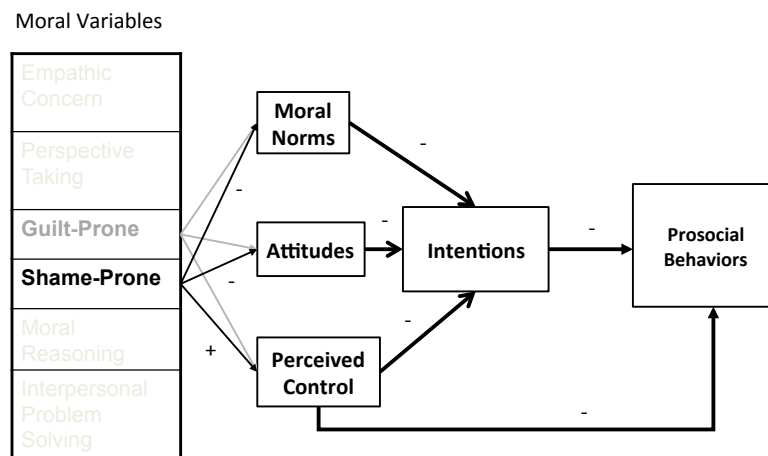 Moral Variables
Empathic
Concern
Perspective
Taking
Guilt-Prone
Shame-Prone
Moral
Reasoning
Interpersonal
Problem
Solving
-
-
+
Moral
Norms
Attitudes
Perceived
Control
-
-
-
Intentions
-
-
Prosocial
Behaviors